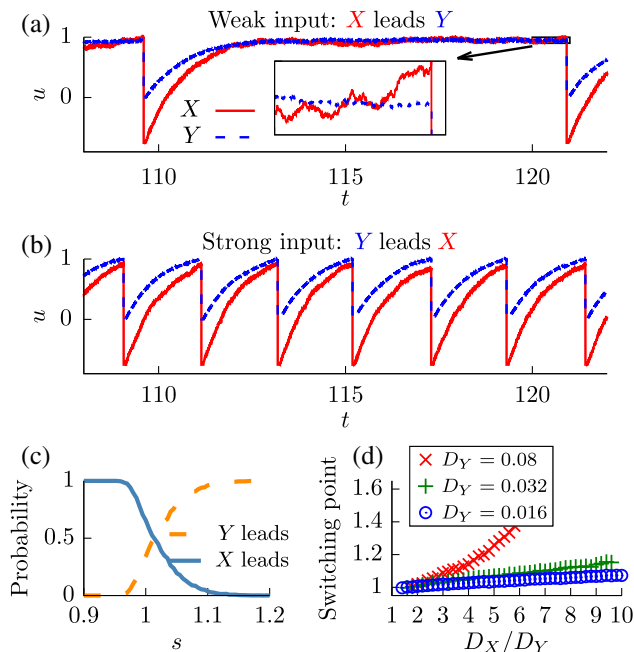 (a) Weak input: X leads Y
1
u
0
X
Y
110 115 120
t
(b) Strong input: Y leads X
1
u
0
110 115 120
t
(c)
Probability
1
0.5
0
Y leads
X leads
0.9 1 1.1 1.2
s
(d)
Switching point
D_Y = 0.08
D_Y = 0.032
D_Y = 0.016
1.6
1.4
1.2
1
1 2 3 4 5 6 7 8 9 10
D_X/D_Y